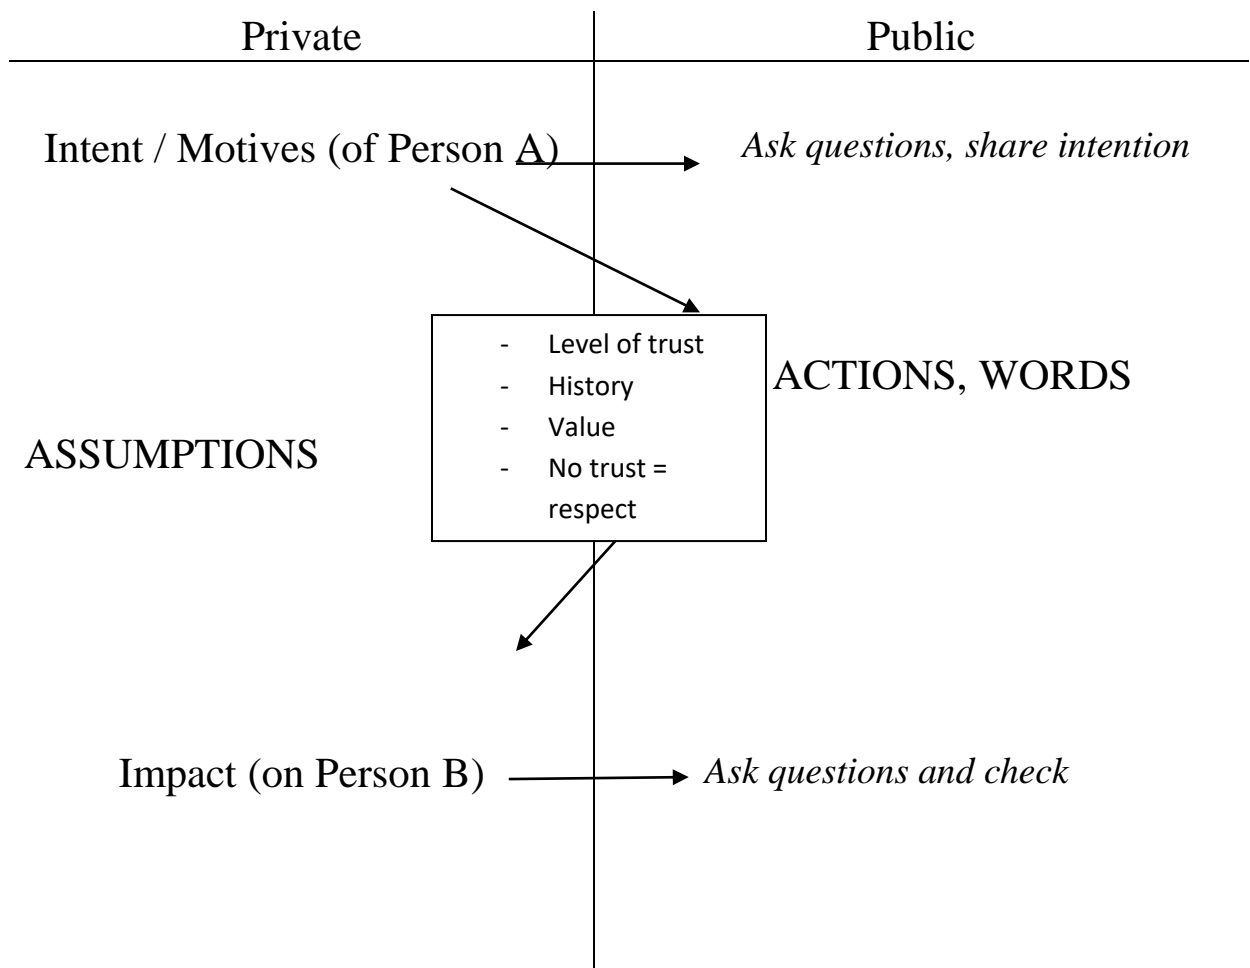 Private
Public
Intent / Motives (of Person A)
Ask questions, share intention
- Level of trust
- History
- Value
- No trust =
respect
ACTIONS, WORDS
ASSUMPTIONS
Impact (on Person B)
Ask questions and check